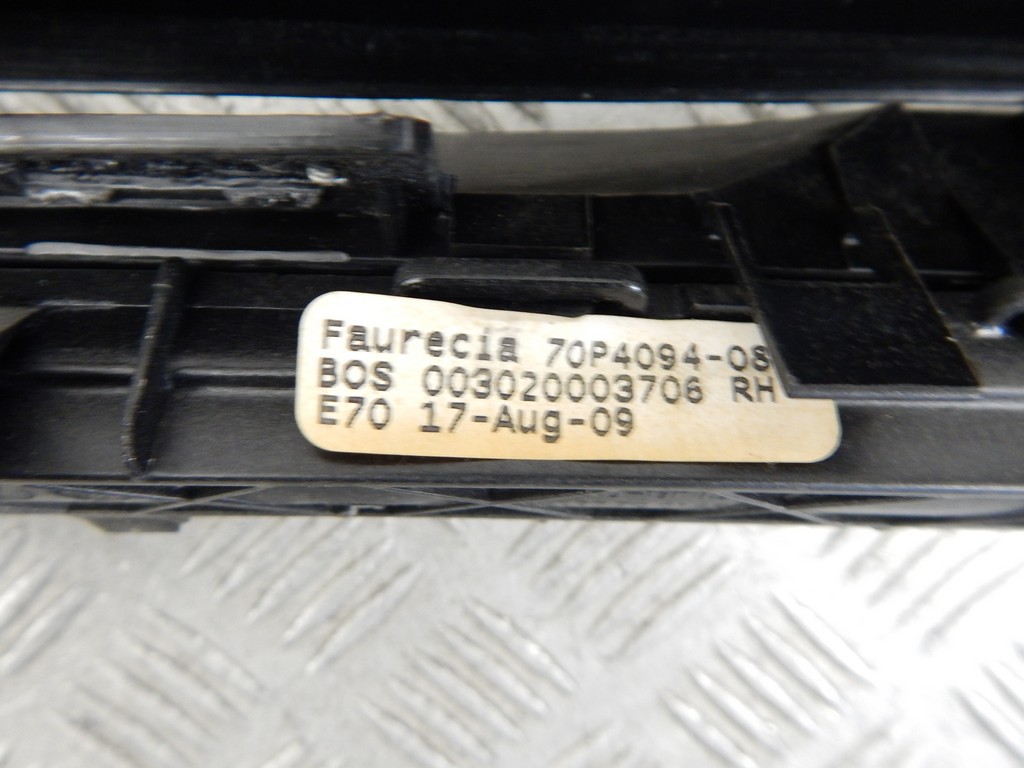 Faurecia 70P4094-08
BOS 003020003706 RH
E70 17-Aug-09